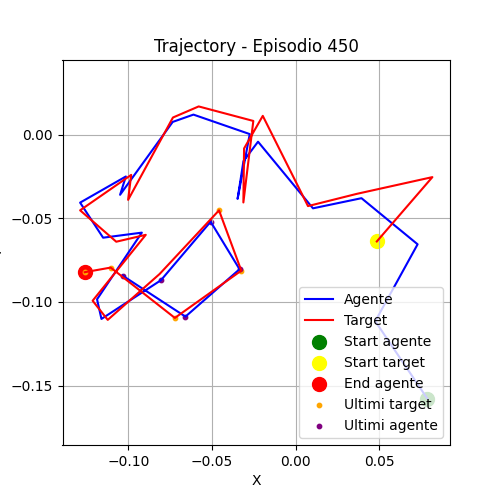 Trajectory - Episodio 450
0.00
−0.05
−0.10
−0.15
Agente
Target
Start agente
Start target
End agente
Ultimi target
Ultimi agente
−0.10
−0.05
0.00
0.05
X